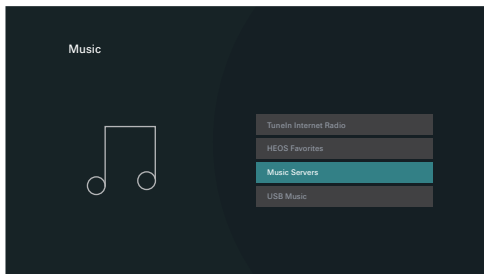 Music
TuneIn Internet Radio
HEOS Favorites
Music Servers
USB Music